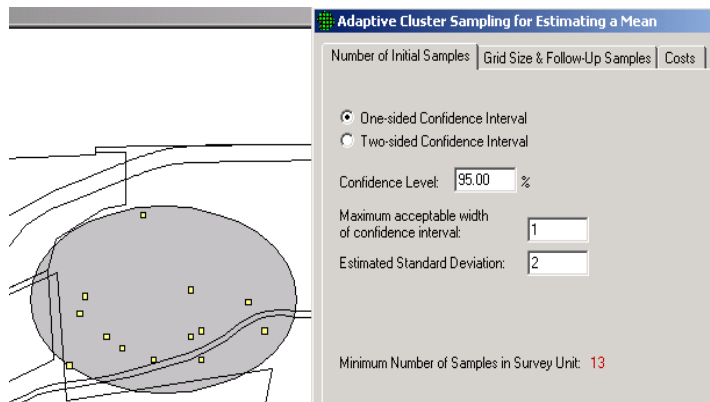 Adaptive Cluster Sampling for Estimating a Mean
Number of Initial Samples Grid Size & Follow-Up Samples Costs
One-sided Confidence Interval
Two-sided Confidence Interval
Confidence Level: 95.00 %
Maximum acceptable width
of confidence interval: 1
Estimated Standard Deviation: 2
Minimum Number of Samples in Survey Unit: 13